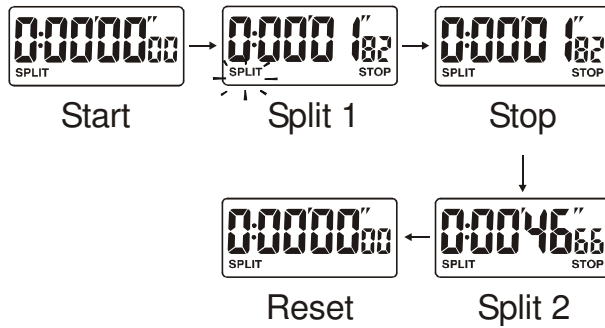 0:00'00"00
SPLIT
Start
0:00'01"82
SPLIT STOP
Split 1
0:00'01"82
SPLIT STOP
Stop
0:00'46"66
SPLIT STOP
Split 2
0:00'00"00
SPLIT
Reset